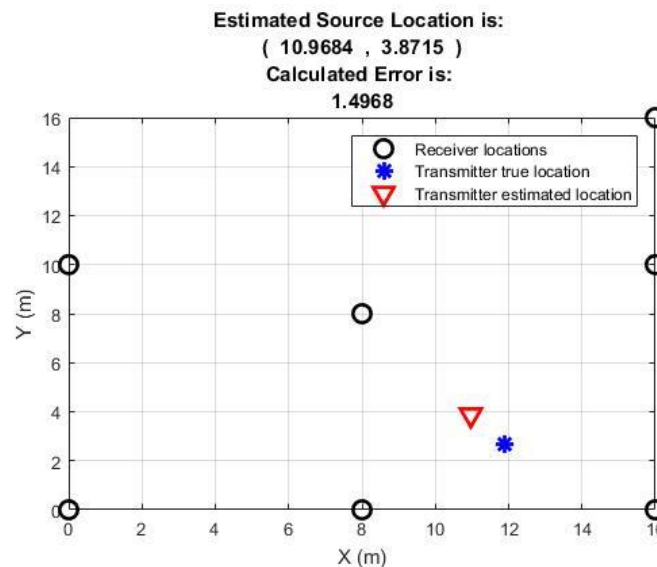 Estimated Source Location is:
( 10.9684 , 3.8715 )
Calculated Error is:
1.4968
16
14
12
10
8
6
4
2
0
Y (m)
Receiver locations
Transmitter true location
Transmitter estimated location
0 2 4 6 8 10 12 14 16
X (m)